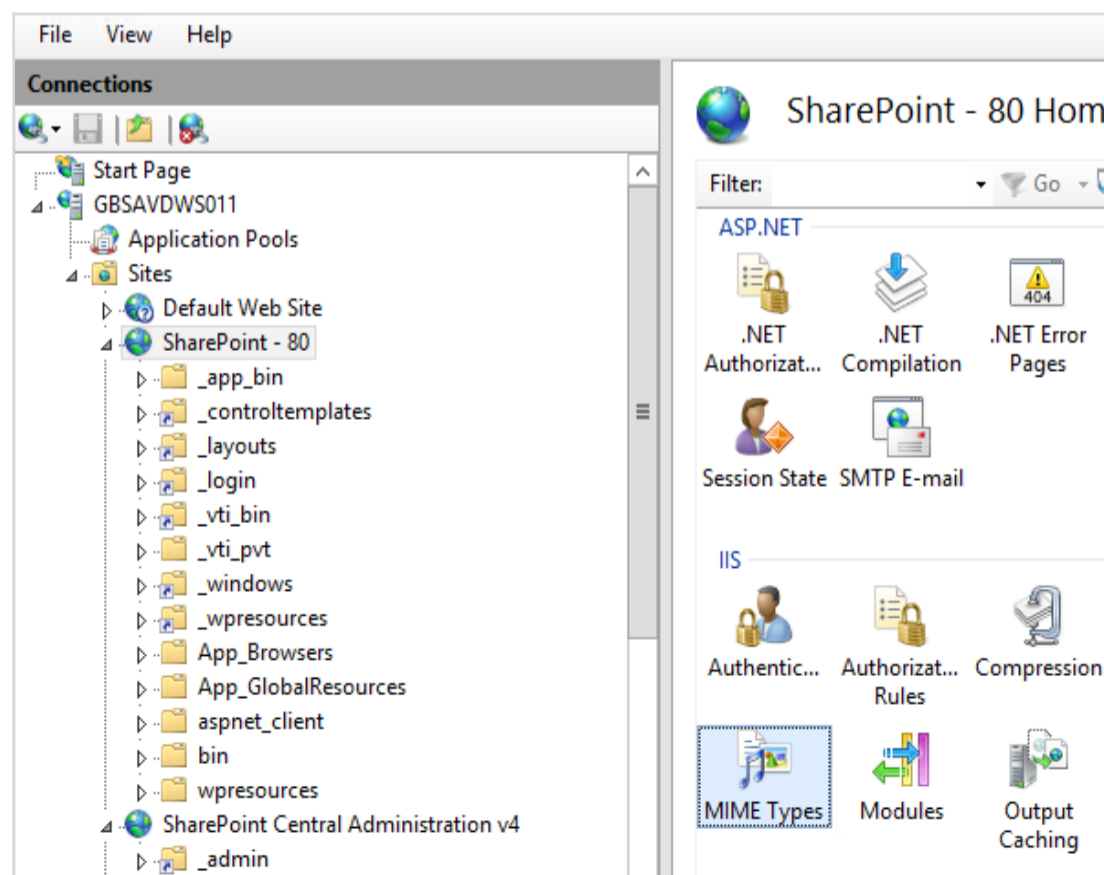 File View Help
Connections
SharePoint - 80 Hom
Start Page
GBSAVDWS011
Application Pools
Sites
Default Web Site
SharePoint - 80
_app_bin
_controltemplates
_layouts
_login
_vti_bin
_vti_pvt
_windows
_wpresources
App_Browsers
App_GlobalResources
aspnet_client
bin
wpresources
SharePoint Central Administration v4
_admin
Filter: Go
ASP.NET
.NET Authorizat...
.NET Compilation
.NET Error Pages
404
Session State
SMTP E-mail
IIS
Authentic...
Authorizat... Rules
Compression
MIME Types
Modules
Output Caching